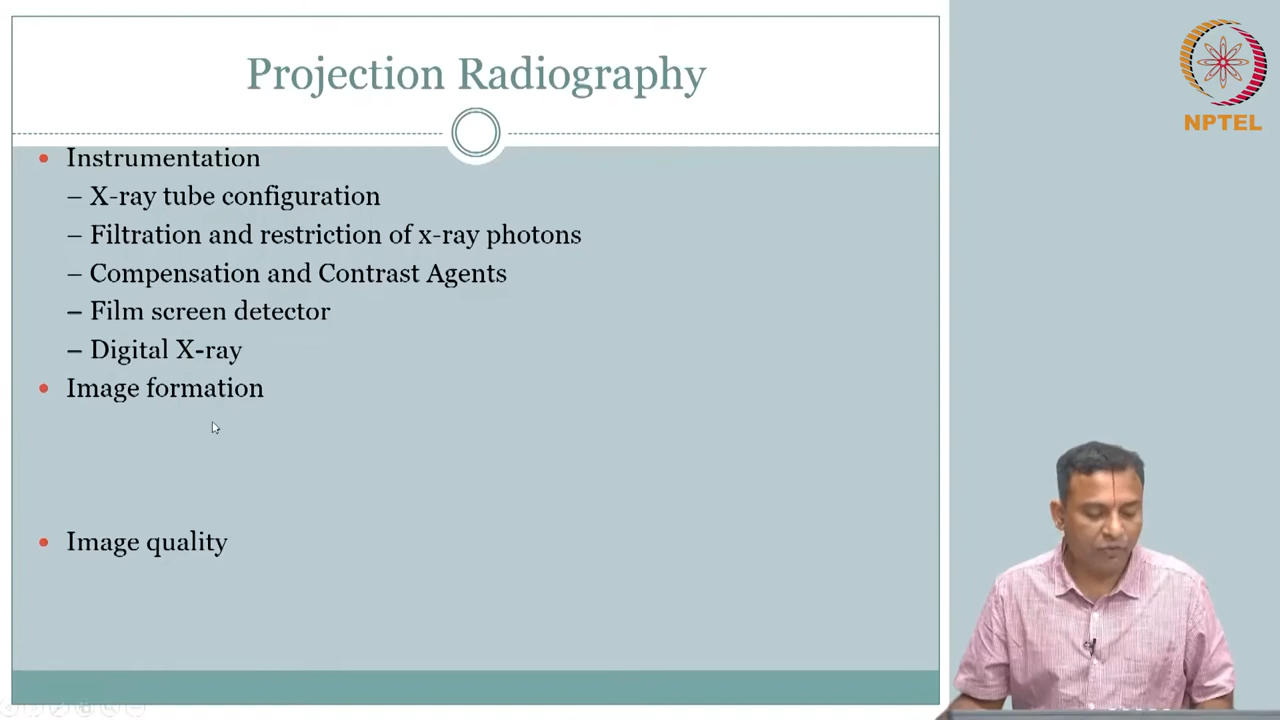 Projection Radiography
NPTEL
• Instrumentation
– X-ray tube configuration
– Filtration and restriction of x-ray photons
– Compensation and Contrast Agents
– Film screen detector
– Digital X-ray
• Image formation
• Image quality